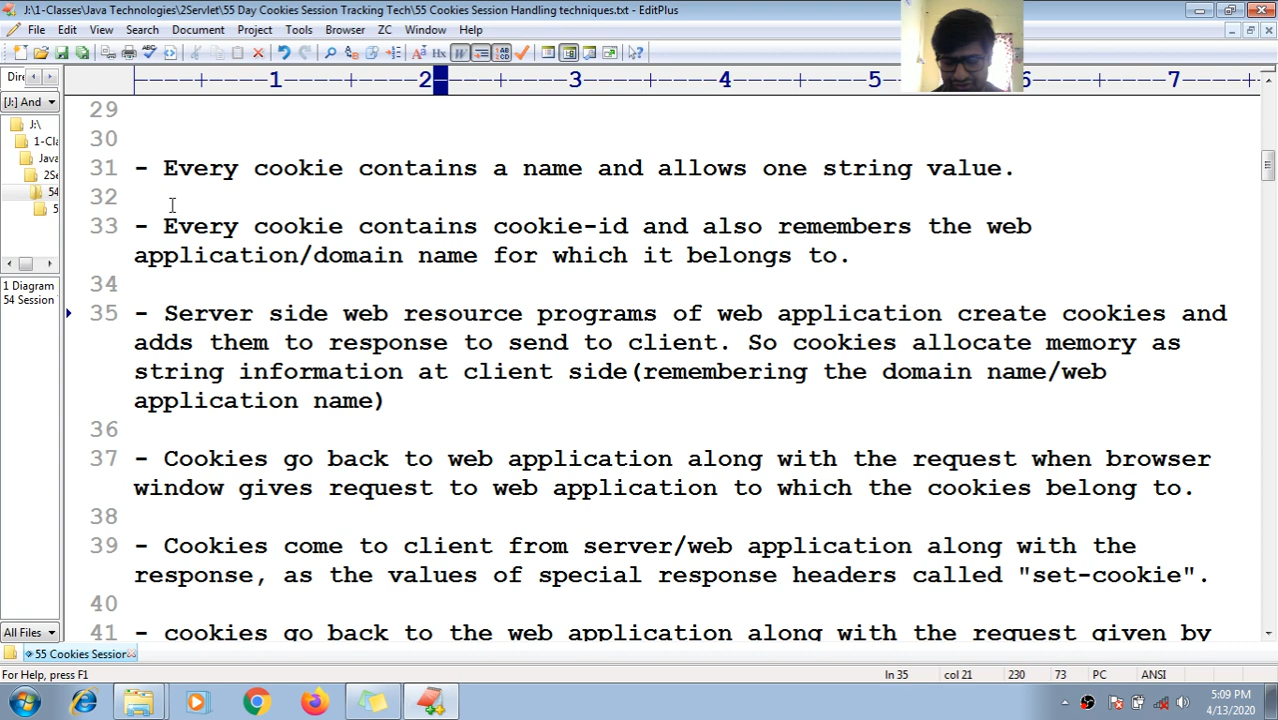 J:\1-Classes\Java Technologies\2Servlet\55 Day Cookies Session Tracking Tech\55 Cookies Session Handling techniques.txt - EditPlus
File Edit View Search Document Project Tools Browser ZC Window Help
Dire
----+----1----+----2----+----3----+----4----+----5----+----6----+----7----+
[J:] And
J:\
1-Cla
Java
2Se
54
5
1 Diagram
54 Session
All Files
29
30
31 - Every cookie contains a name and allows one string value.
32
33 - Every cookie contains cookie-id and also remembers the web
application/domain name for which it belongs to.
34
35 - Server side web resource programs of web application create cookies and
adds them to response to send to client. So cookies allocate memory as
string information at client side(remembering the domain name/web
application name)
36
37 - Cookies go back to web application along with the request when browser
window gives request to web application to which the cookies belong to.
38
39 - Cookies come to client from server/web application along with the
response, as the values of special response headers called "set-cookie".
40
41 - cookies go back to the web application along with the request given by
55 Cookies Session
For Help, press F1
ln 35 col 21 230 73 PC ANSI
5:09 PM
4/13/2020